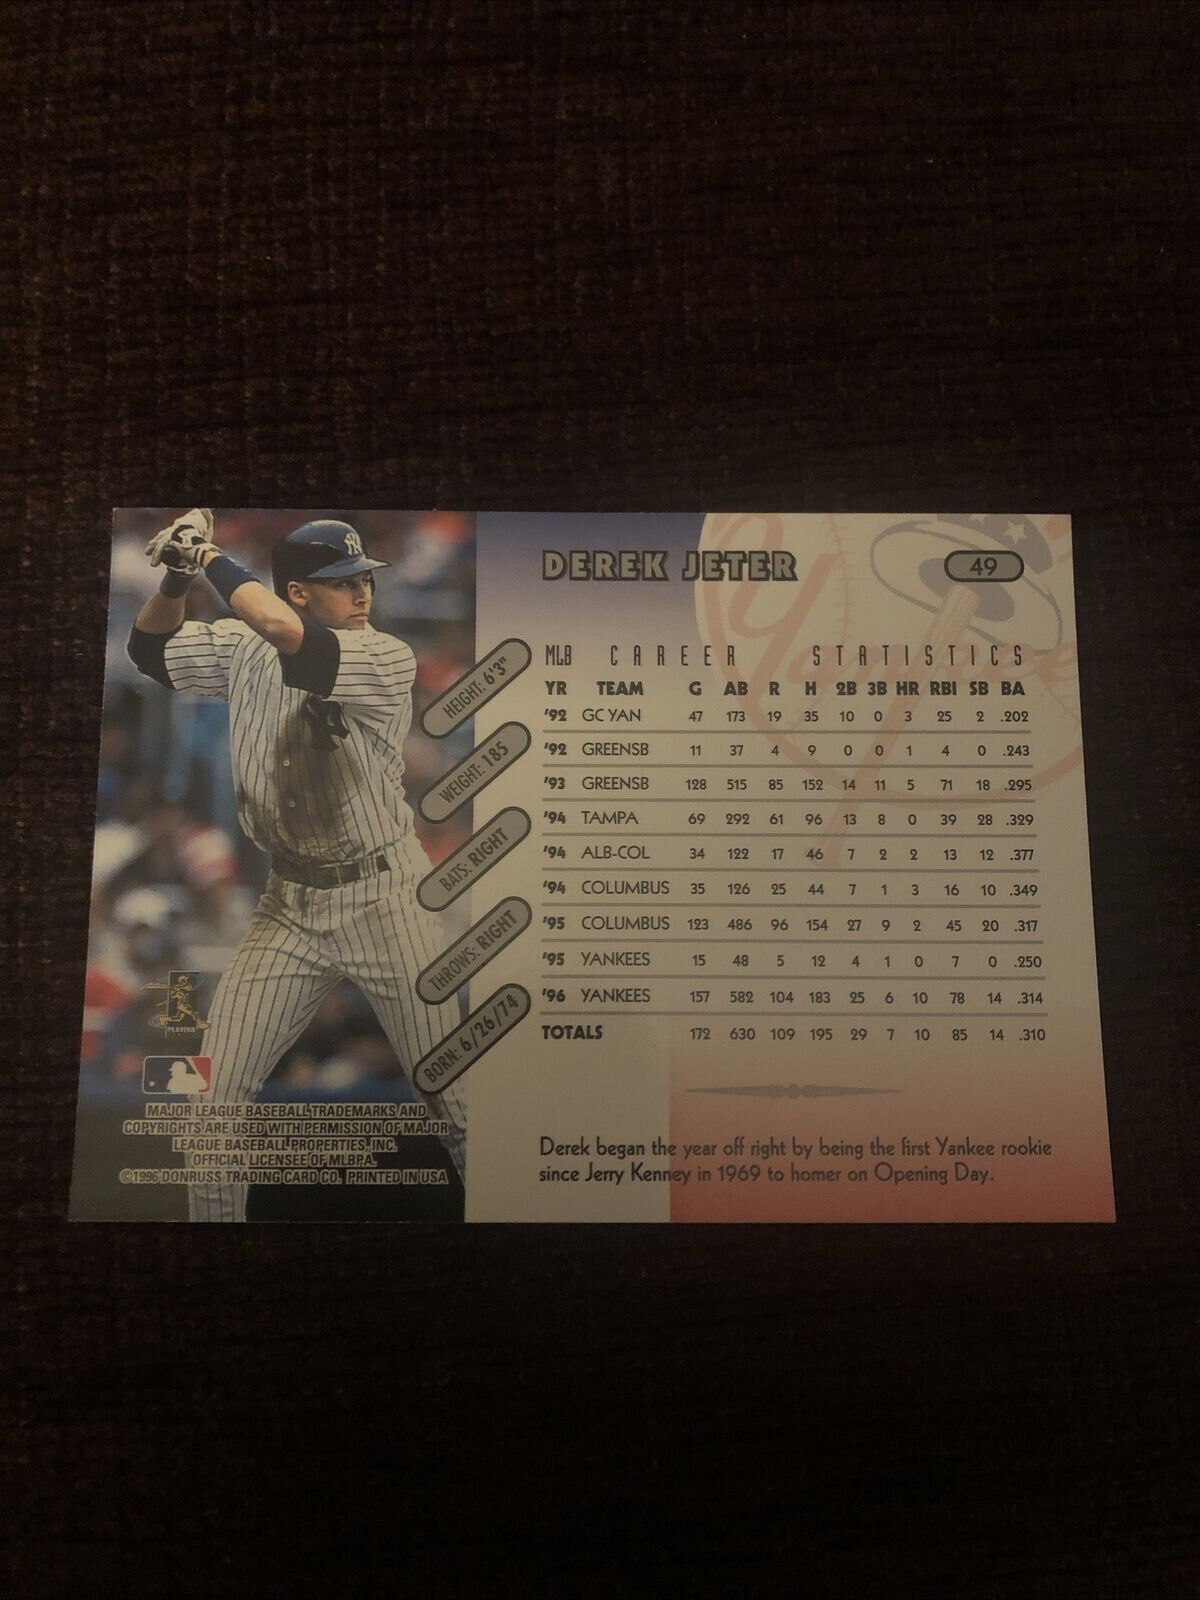 DEREK JETER
49
MLB CAREER STATISTICS
YR TEAM G AB R H 2B 3B HR RBI SB BA
'92 GC YAN 47 173 19 35 10 0 3 25 2 .202
'92 GREENSB 11 37 4 9 0 0 1 4 0 .243
'93 GREENSB 128 515 85 152 14 11 5 71 18 .295
'94 TAMPA 69 292 61 96 13 8 0 39 28 .329
'94 ALB-COL 34 122 17 46 7 2 2 13 12 .377
'94 COLUMBUS 35 126 25 44 7 1 3 16 10 .349
'95 COLUMBUS 123 486 96 154 27 9 2 45 20 .317
'95 YANKEES 15 48 5 12 4 1 0 7 0 .250
'96 YANKEES 157 582 104 183 25 6 10 78 14 .314
TOTALS 172 630 109 195 29 7 10 85 14 .310
Derek began the year off right by being the first Yankee rookie
since Jerry Kenney in 1969 to homer on Opening Day.
HEIGHT: 6'3"
WEIGHT: 185
BATS: RIGHT
THROWS: RIGHT
BORN: 6/26/74
Yankees
NY
PLAYERS
MAJOR LEAGUE BASEBALL TRADEMARKS AND
COPYRIGHTS ARE USED WITH PERMISSION OF MAJOR
LEAGUE BASEBALL PROPERTIES, INC.
OFFICIAL LICENSEE OF MLBPA.
©1996 DONRUSS TRADING CARD CO. PRINTED IN USA